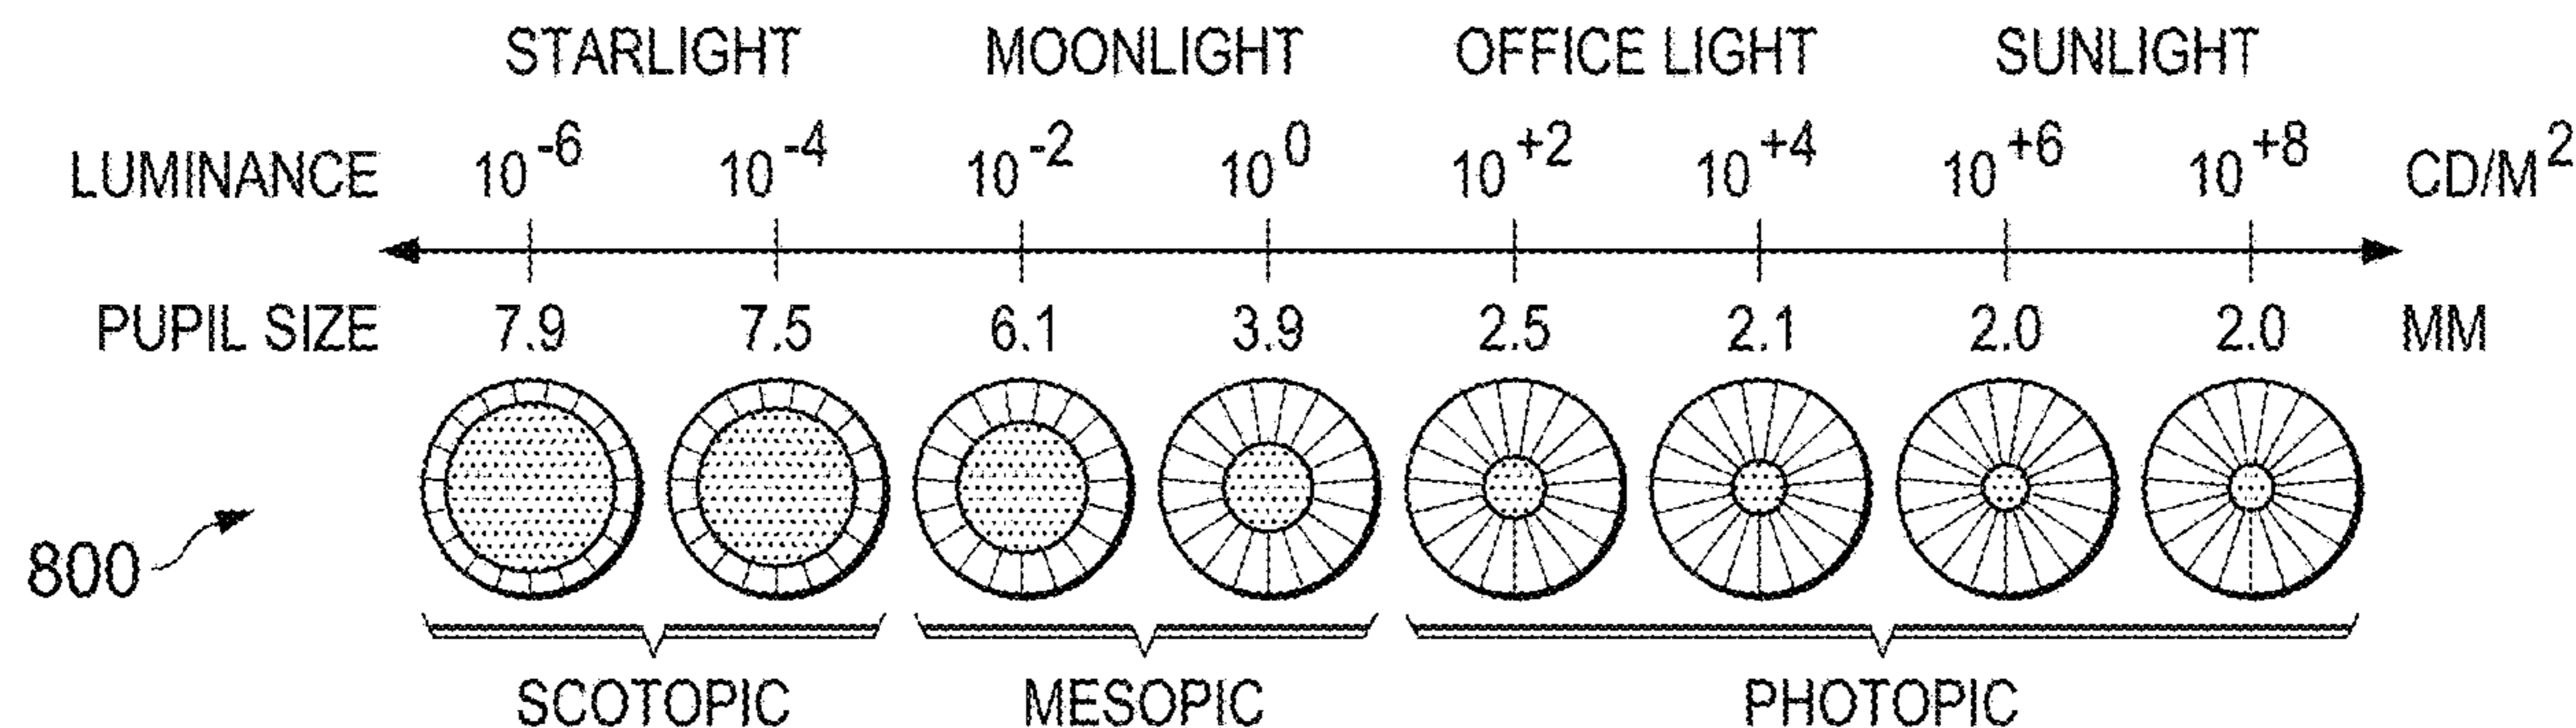 STARLIGHT MOONLIGHT OFFICE LIGHT SUNLIGHT
LUMINANCE 10⁻⁶ 10⁻⁴ 10⁻² 10⁰ 10⁺² 10⁺⁴ 10⁺⁶ 10⁺⁸ CD/M²
PUPIL SIZE 7.9 7.5 6.1 3.9 2.5 2.1 2.0 2.0 MM
800
SCOTOPIC MESOPIC PHOTOPIC